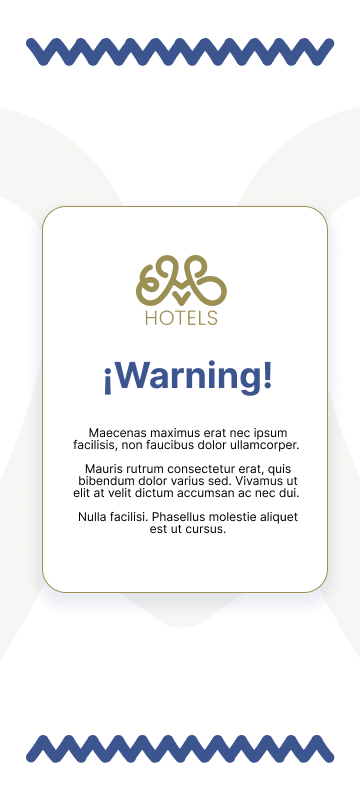 HOTELS
¡Warning!
Maecenas maximus erat nec ipsum
facilisis, non faucibus dolor ullamcorper.
Mauris rutrum consectetur erat, quis
bibendum dolor varius sed. Vivamus ut
elit at velit dictum accumsan ac nec dui.
Nulla facilisi. Phasellus molestie aliquet
est ut cursus.